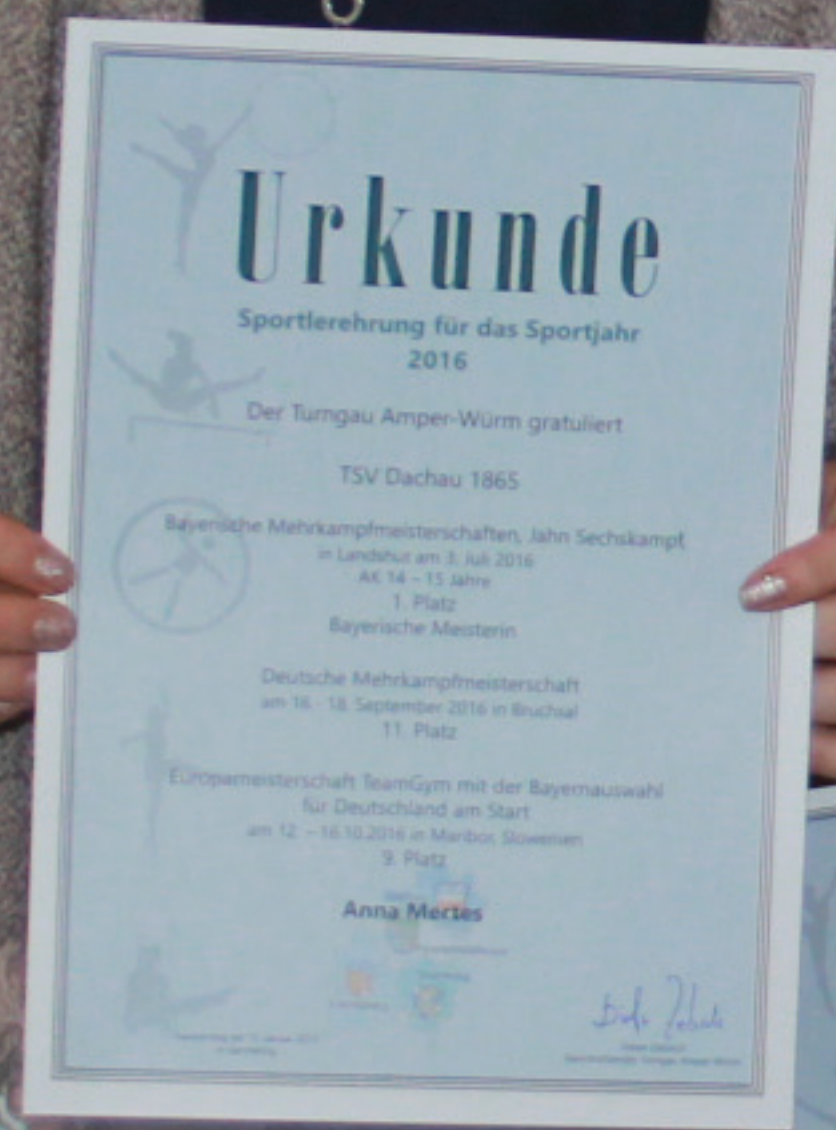 Urkunde
Sportlerehrung für das Sportjahr
2016
Der Turngau Amper-Würm gratuliert
TSV Dachau 1865
Bayerische Mehrkampfmeisterschaften, Jahn Sechskampf
in Landshut am 3. Juli 2016
AK 14 - 15 Jahre
1. Platz
Bayerische Meisterin
Deutsche Mehrkampfmeisterschaft
am 16. - 18. September 2016 in Bruchsal
11. Platz
Europameisterschaft TeamGym mit der Bayernauswahl
für Deutschland am Start
am 12. – 16.10.2016 in Maribor, Slowenien
9. Platz
Anna Mertes